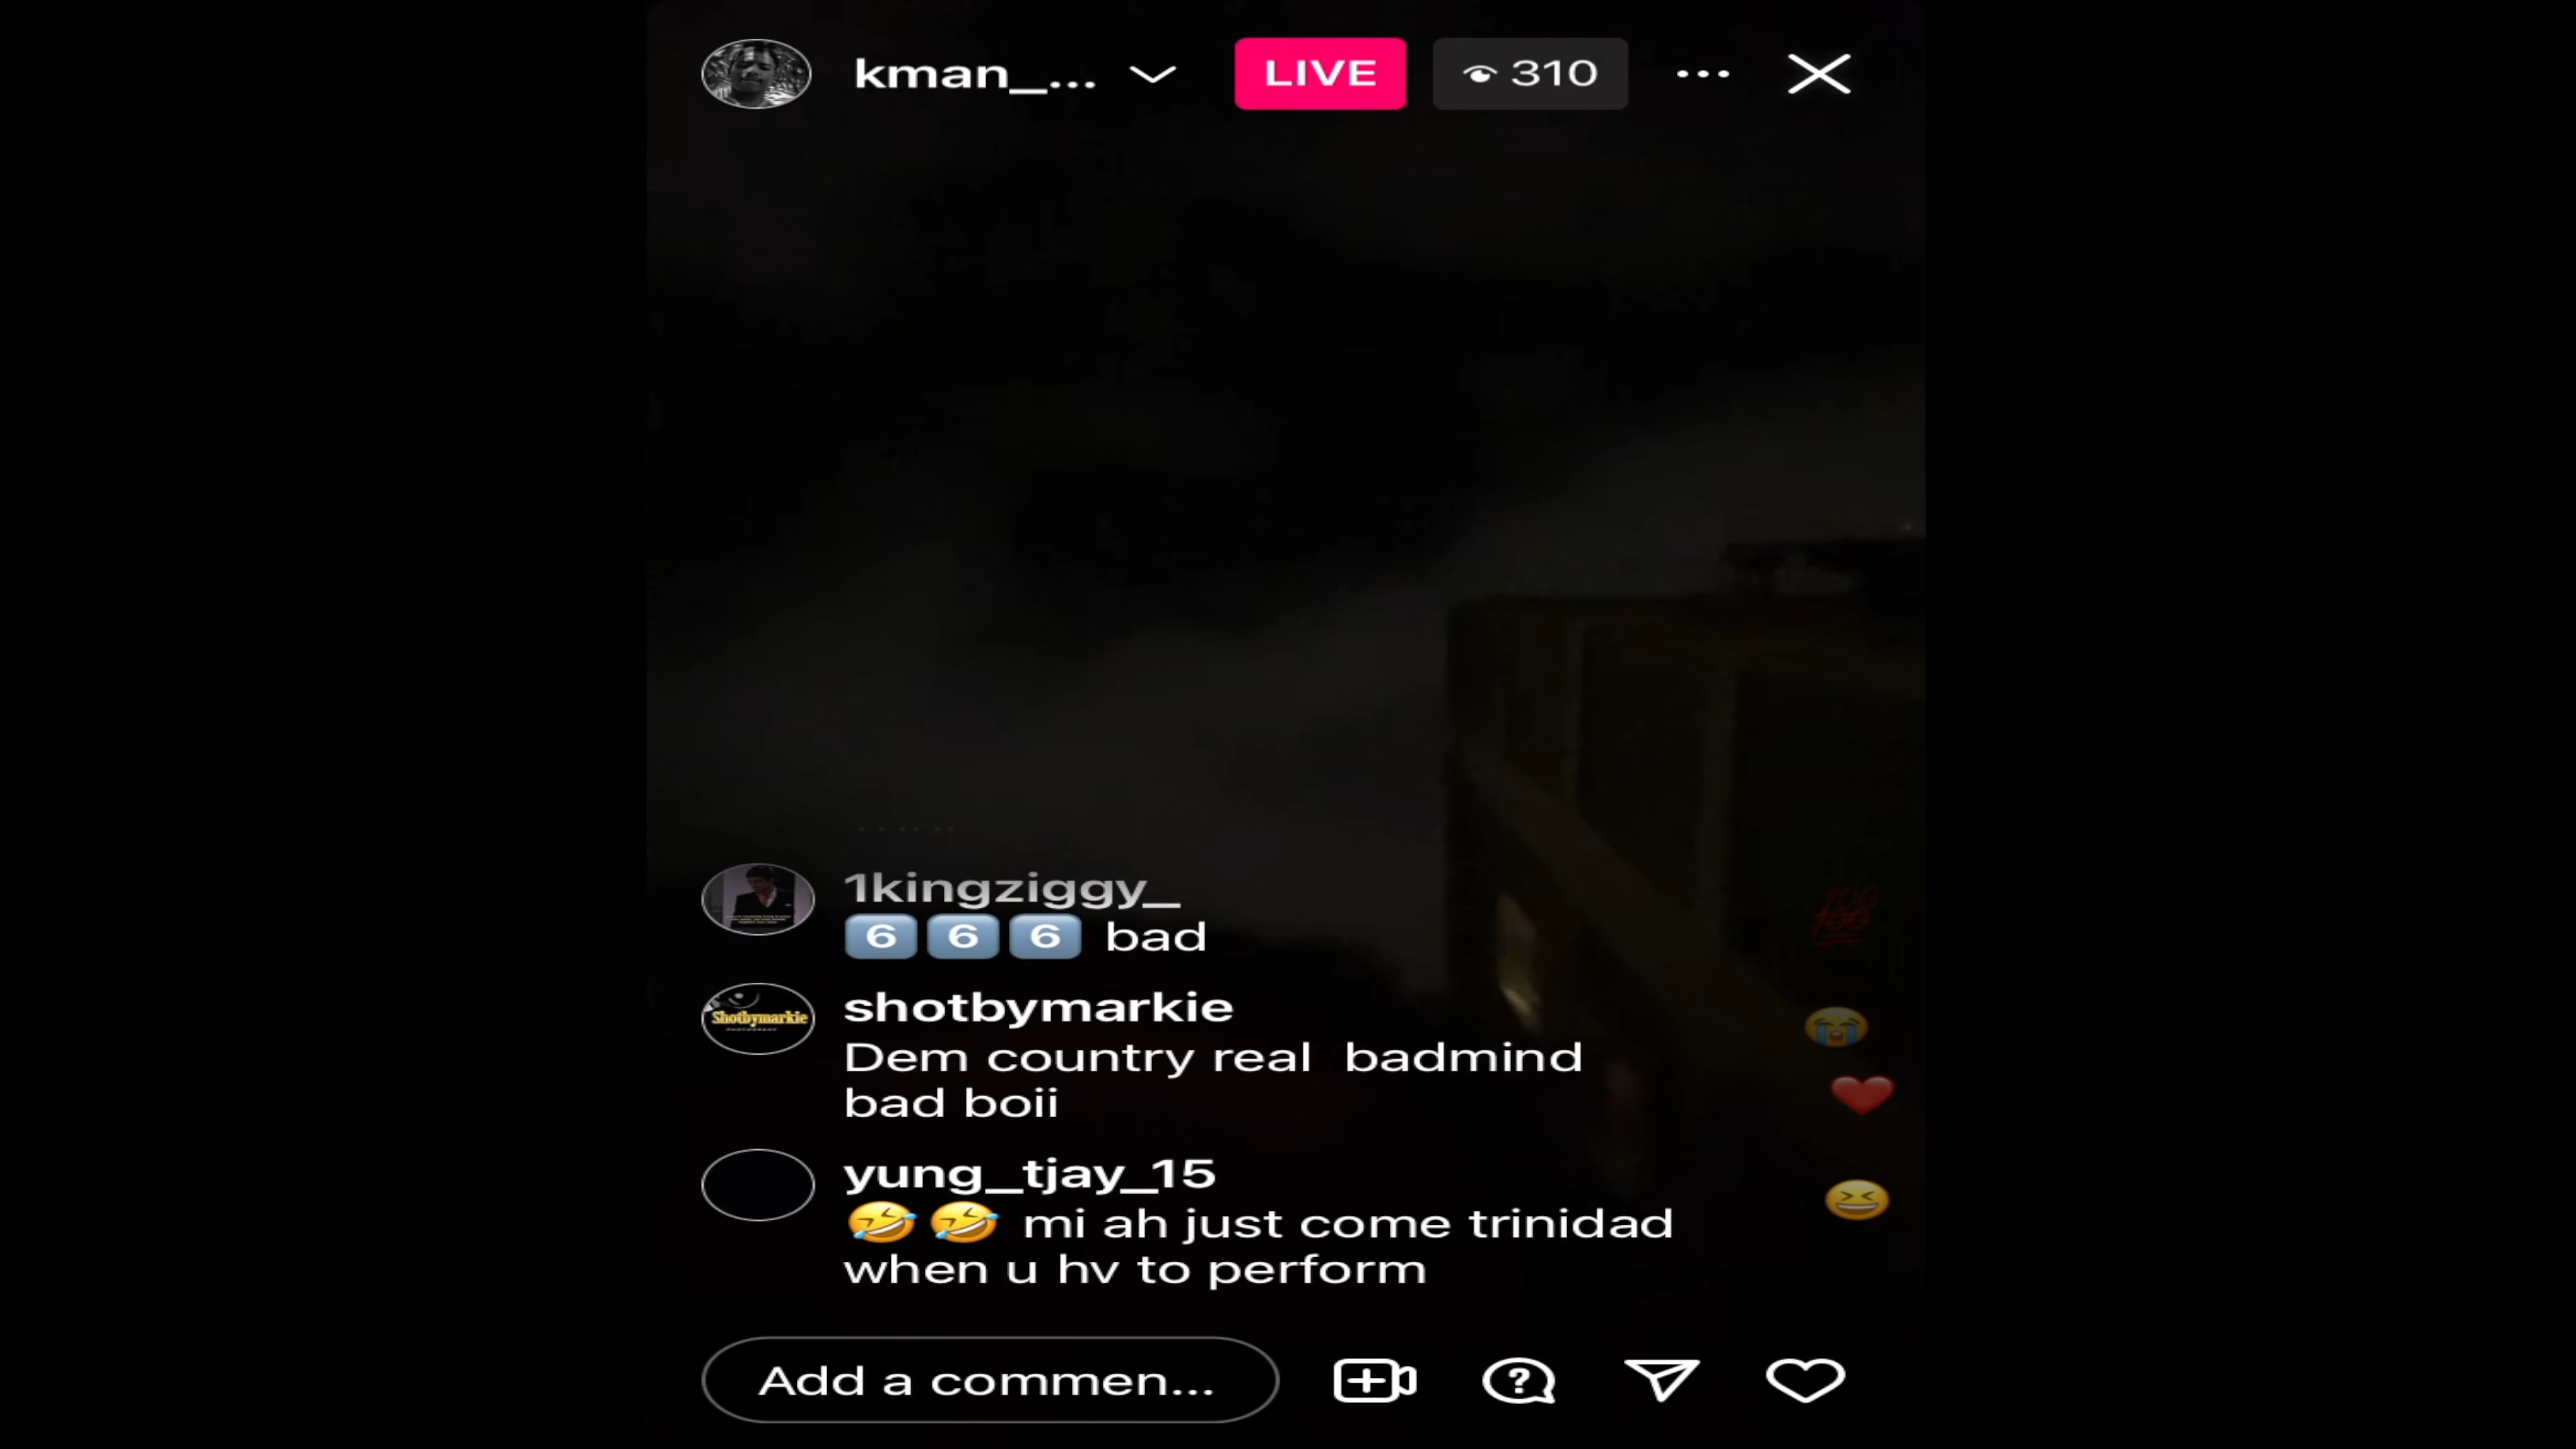 kman_...
LIVE
310
1kingziggy_
6️⃣6️⃣6️⃣ bad
Shotbymarkie
shotbymarkie
Dem country real badmind
bad boii
yung_tjay_15
🤣🤣 mi ah just come trinidad
when u hv to perform
💯
Add a commen...